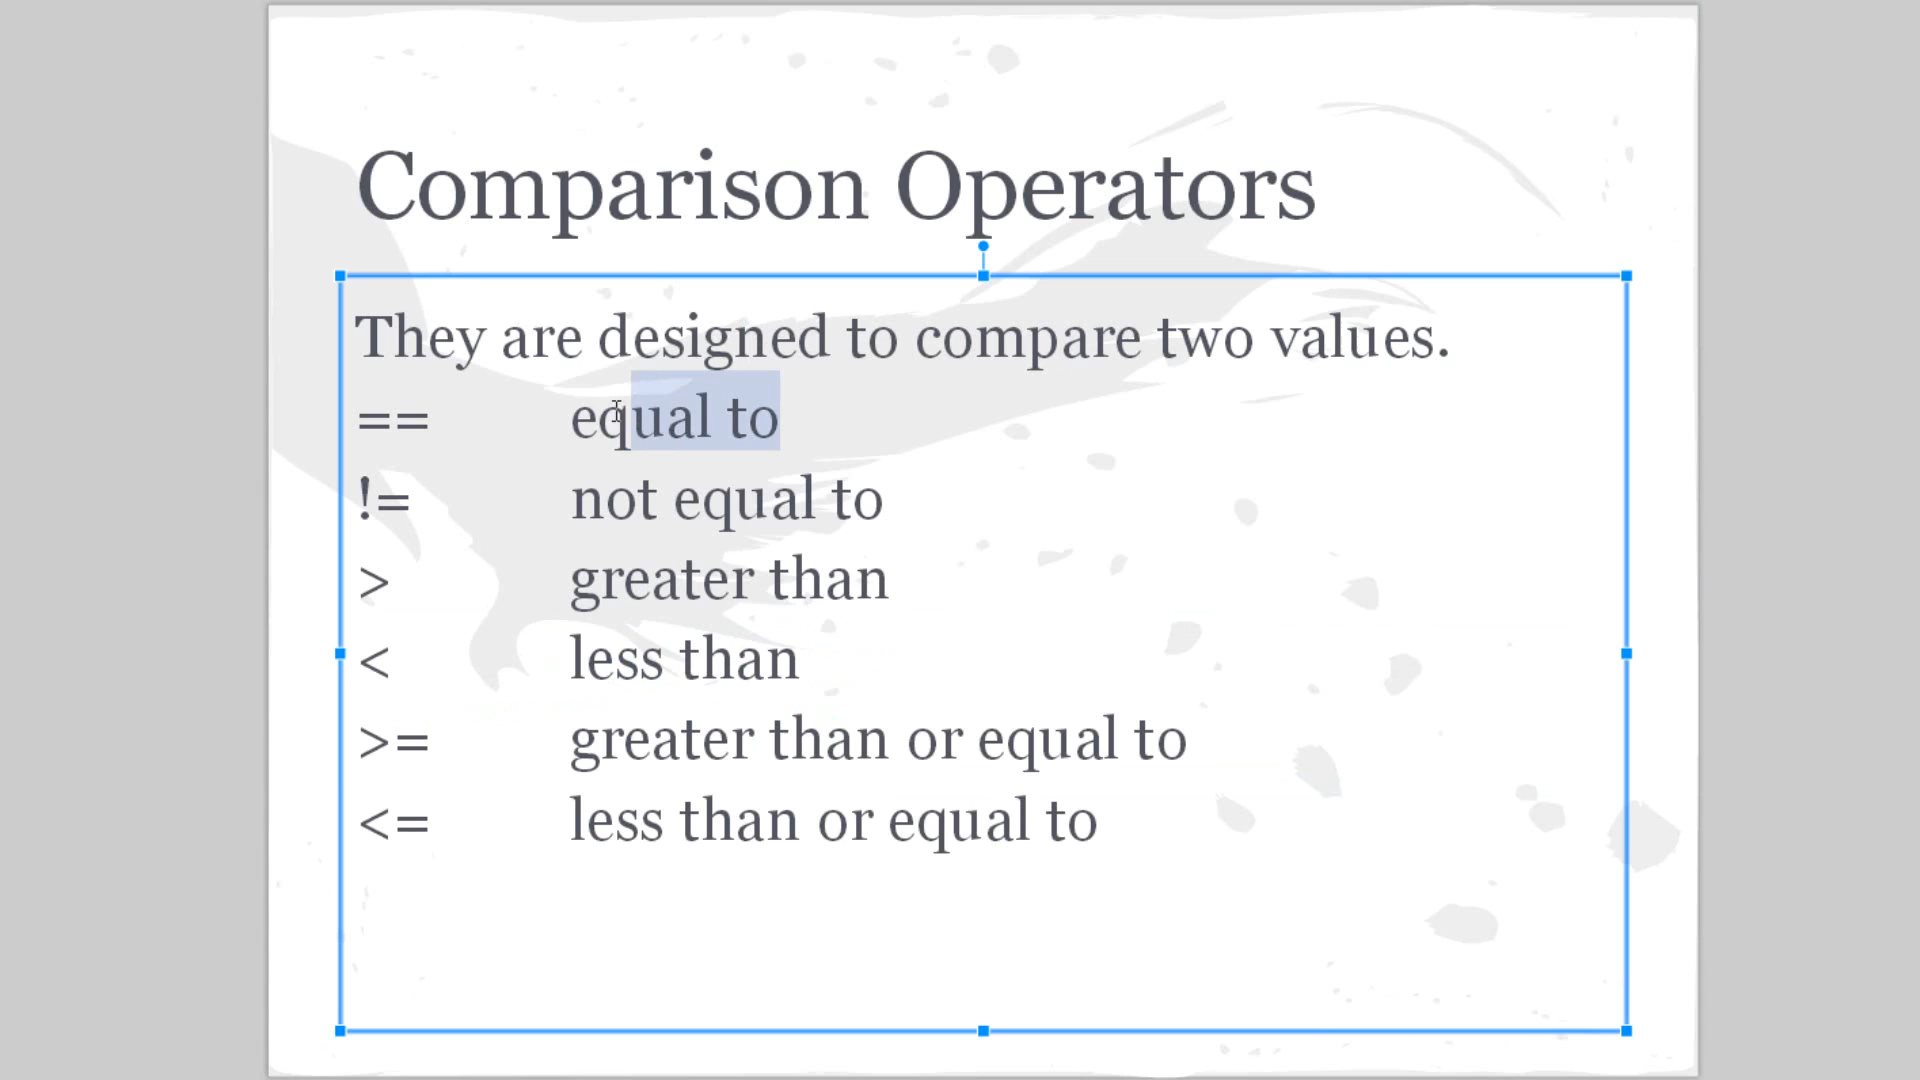 Comparison Operators
They are designed to compare two values.
== equal to
!= not equal to
> greater than
< less than
>= greater than or equal to
<= less than or equal to